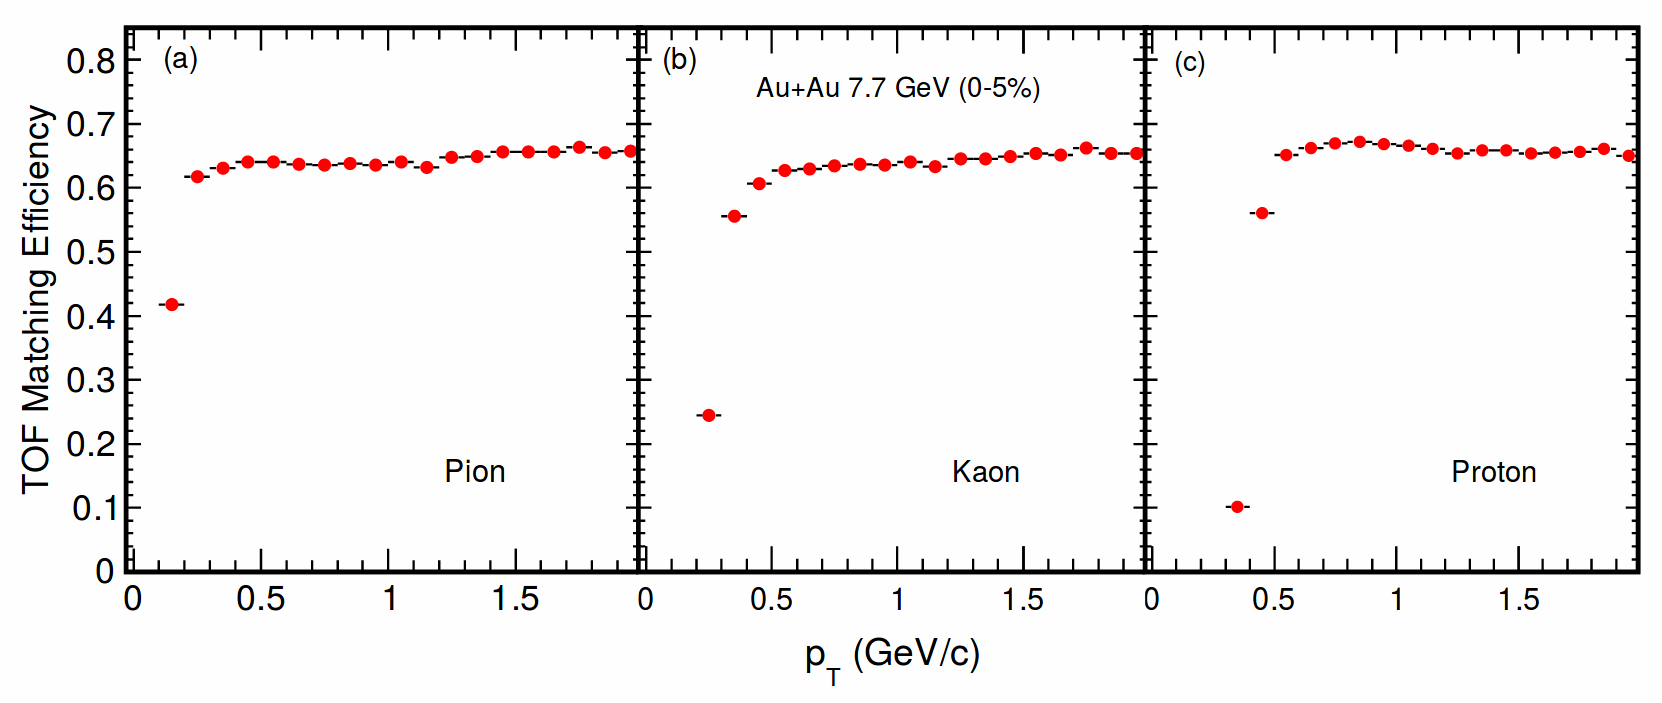 (a)
(b)
(c)
Au+Au 7.7 GeV (0-5%)
TOF Matching Efficiency
0.8
0.7
0.6
0.5
0.4
0.3
0.2
0.1
0
Pion
Kaon
Proton
0 0.5 1 1.5
0 0.5 1 1.5
0 0.5 1 1.5
pT (GeV/c)